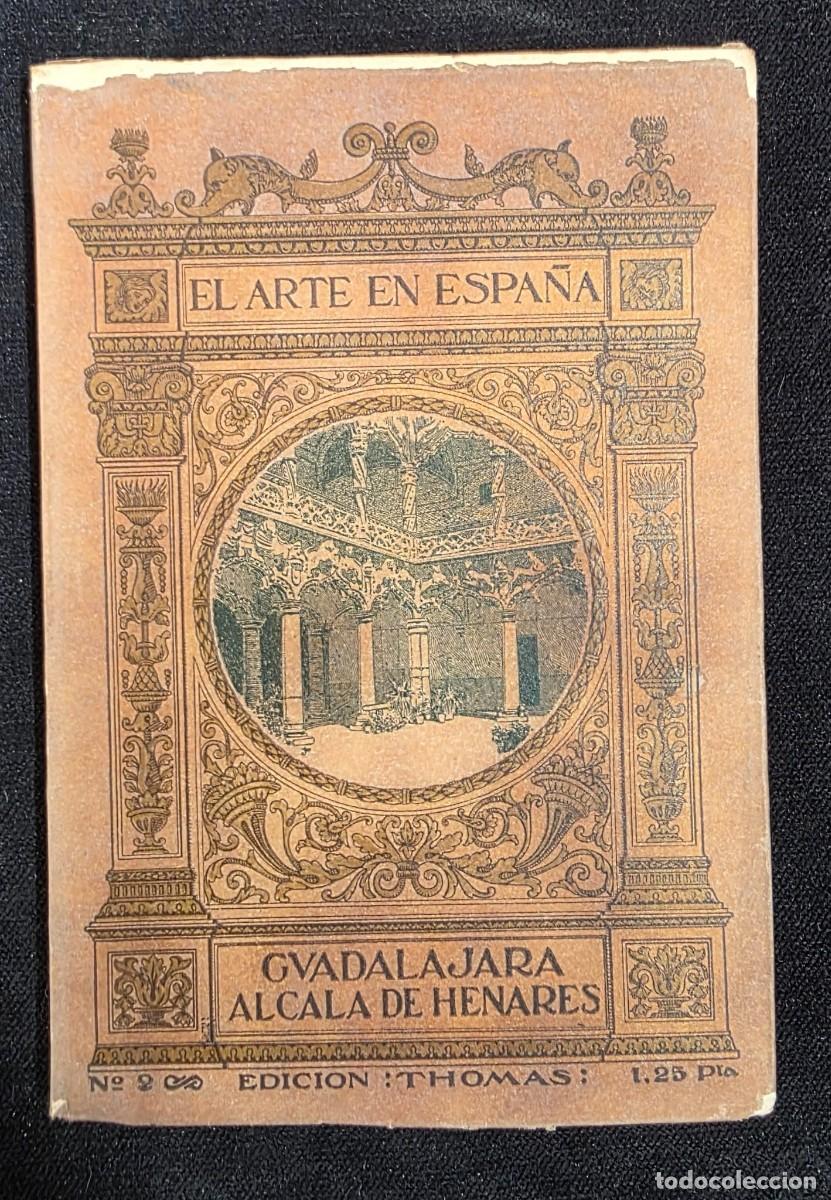 EL ARTE EN ESPAÑA
GVADALAJARA
ALCALA DE HENARES
Nº 2 EDICION :THOMAS: 1,25 Pta
todocoleccion